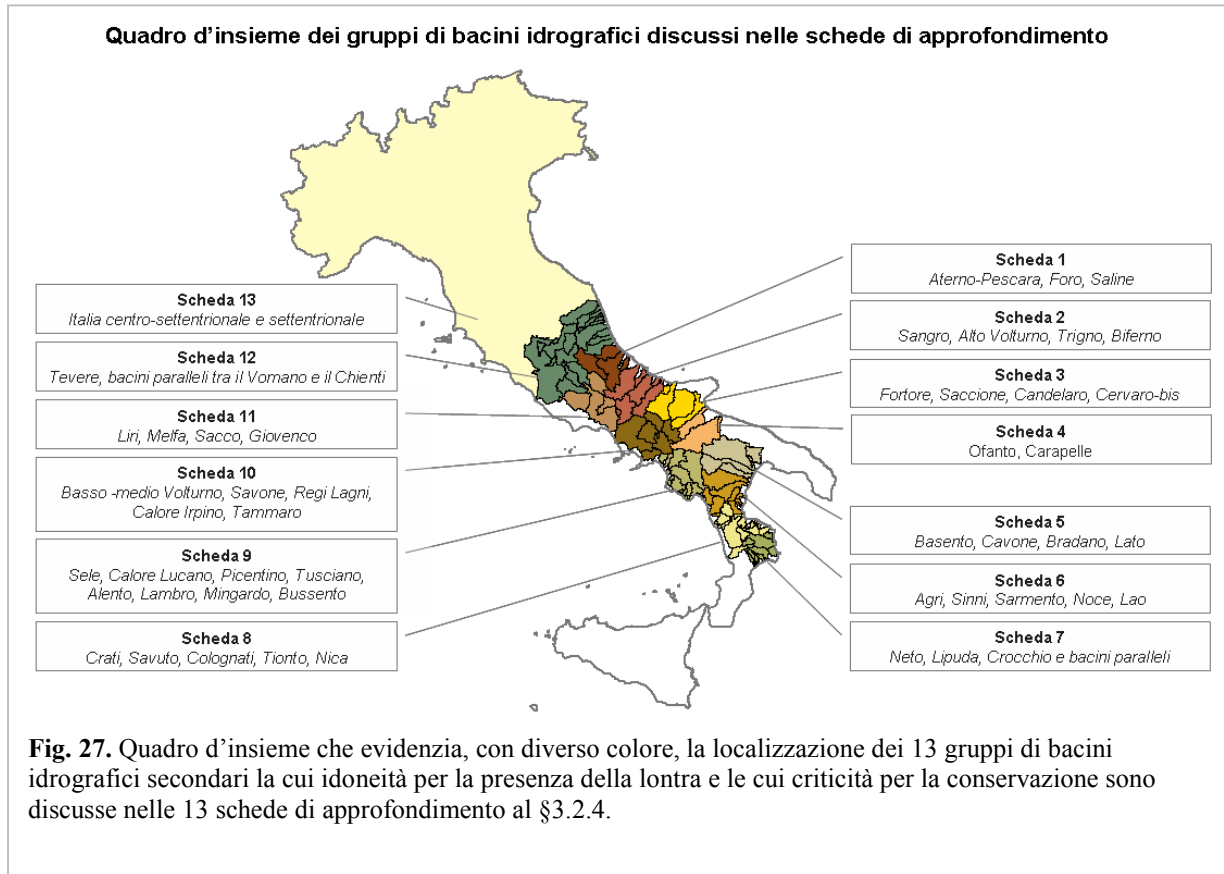 Quadro d'insieme dei gruppi di bacini idrografici discussi nelle schede di approfondimento
Scheda 13
Italia centro-settentrionale e settentrionale
Scheda 12
Tevere, bacini paralleli tra il Vomano e il Chienti
Scheda 11
Liri, Melfa, Sacco, Giovenco
Scheda 10
Basso -medio Volturno, Savone, Regi Lagni,
Calore Irpino, Tammaro
Scheda 9
Sele, Calore Lucano, Picentino, Tusciano,
Alento, Lambro, Mingardo, Bussento
Scheda 8
Crati, Savuto, Colognati, Tionto, Nica
Scheda 1
Aterno-Pescara, Foro, Saline
Scheda 2
Sangro, Alto Volturno, Trigno, Biferno
Scheda 3
Fortore, Saccione, Candelaro, Cervaro-bis
Scheda 4
Ofanto, Carapelle
Scheda 5
Basento, Cavone, Bradano, Lato
Scheda 6
Agri, Sinni, Sarmento, Noce, Lao
Scheda 7
Neto, Lipuda, Crocchio e bacini paralleli
Fig. 27. Quadro d'insieme che evidenzia, con diverso colore, la localizzazione dei 13 gruppi di bacini
idrografici secondari la cui idoneità per la presenza della lontra e le cui criticità per la conservazione sono
discusse nelle 13 schede di approfondimento al §3.2.4.